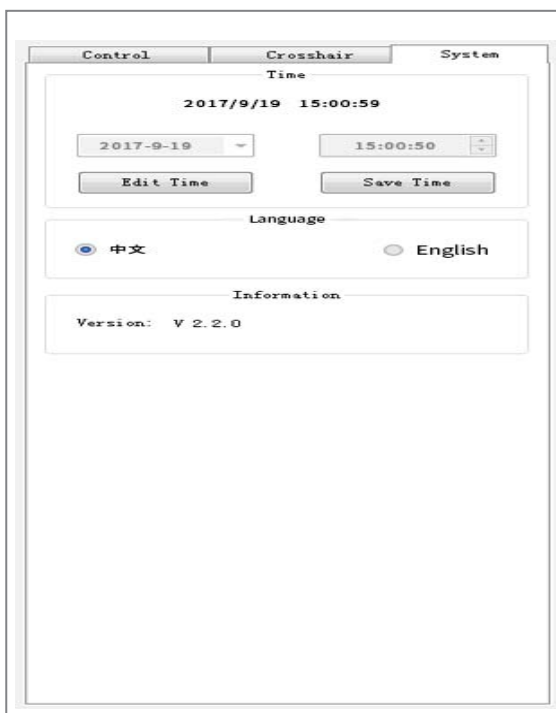 Control Crosshair System
Time
2017/9/19 15:00:59
2017-9-19 15:00:50
Edit Time Save Time
Language
中文 English
Information
Version: V 2.2.0